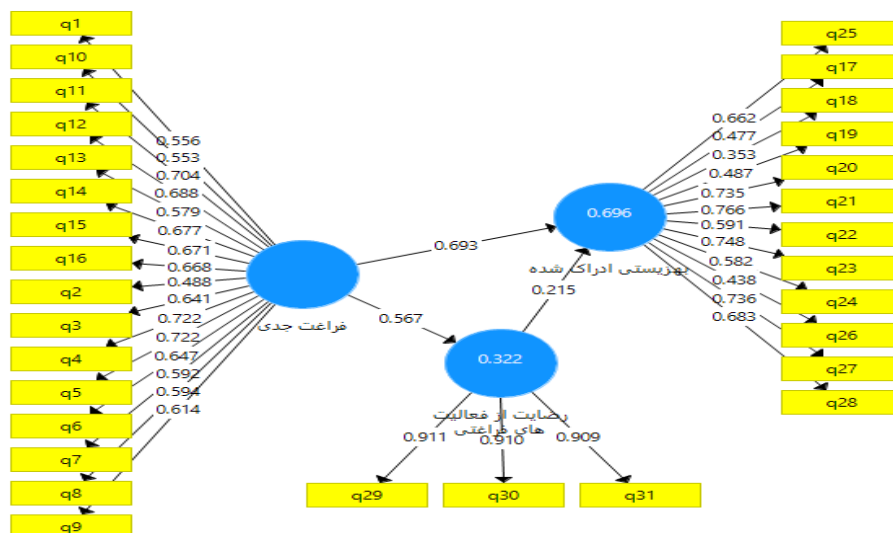 q1
q10
q11
q12
q13
q14
q15
q16
q2
q3
q4
q5
q6
q7
q8
q9
0.556
0.553
0.704
0.688
0.579
0.677
0.671
0.668
0.488
0.641
0.722
0.722
0.647
0.592
0.594
0.614
فراغت جدی
0.693
0.567
0.215
0.696
بهزیستی ادراک شده
0.322
رضایت از فعالیت
های فراغتی
0.911
0.910
0.909
q29
q30
q31
0.662
0.477
0.353
0.487
0.735
0.766
0.591
0.748
0.582
0.438
0.736
0.683
q25
q17
q18
q19
q20
q21
q22
q23
q24
q26
q27
q28